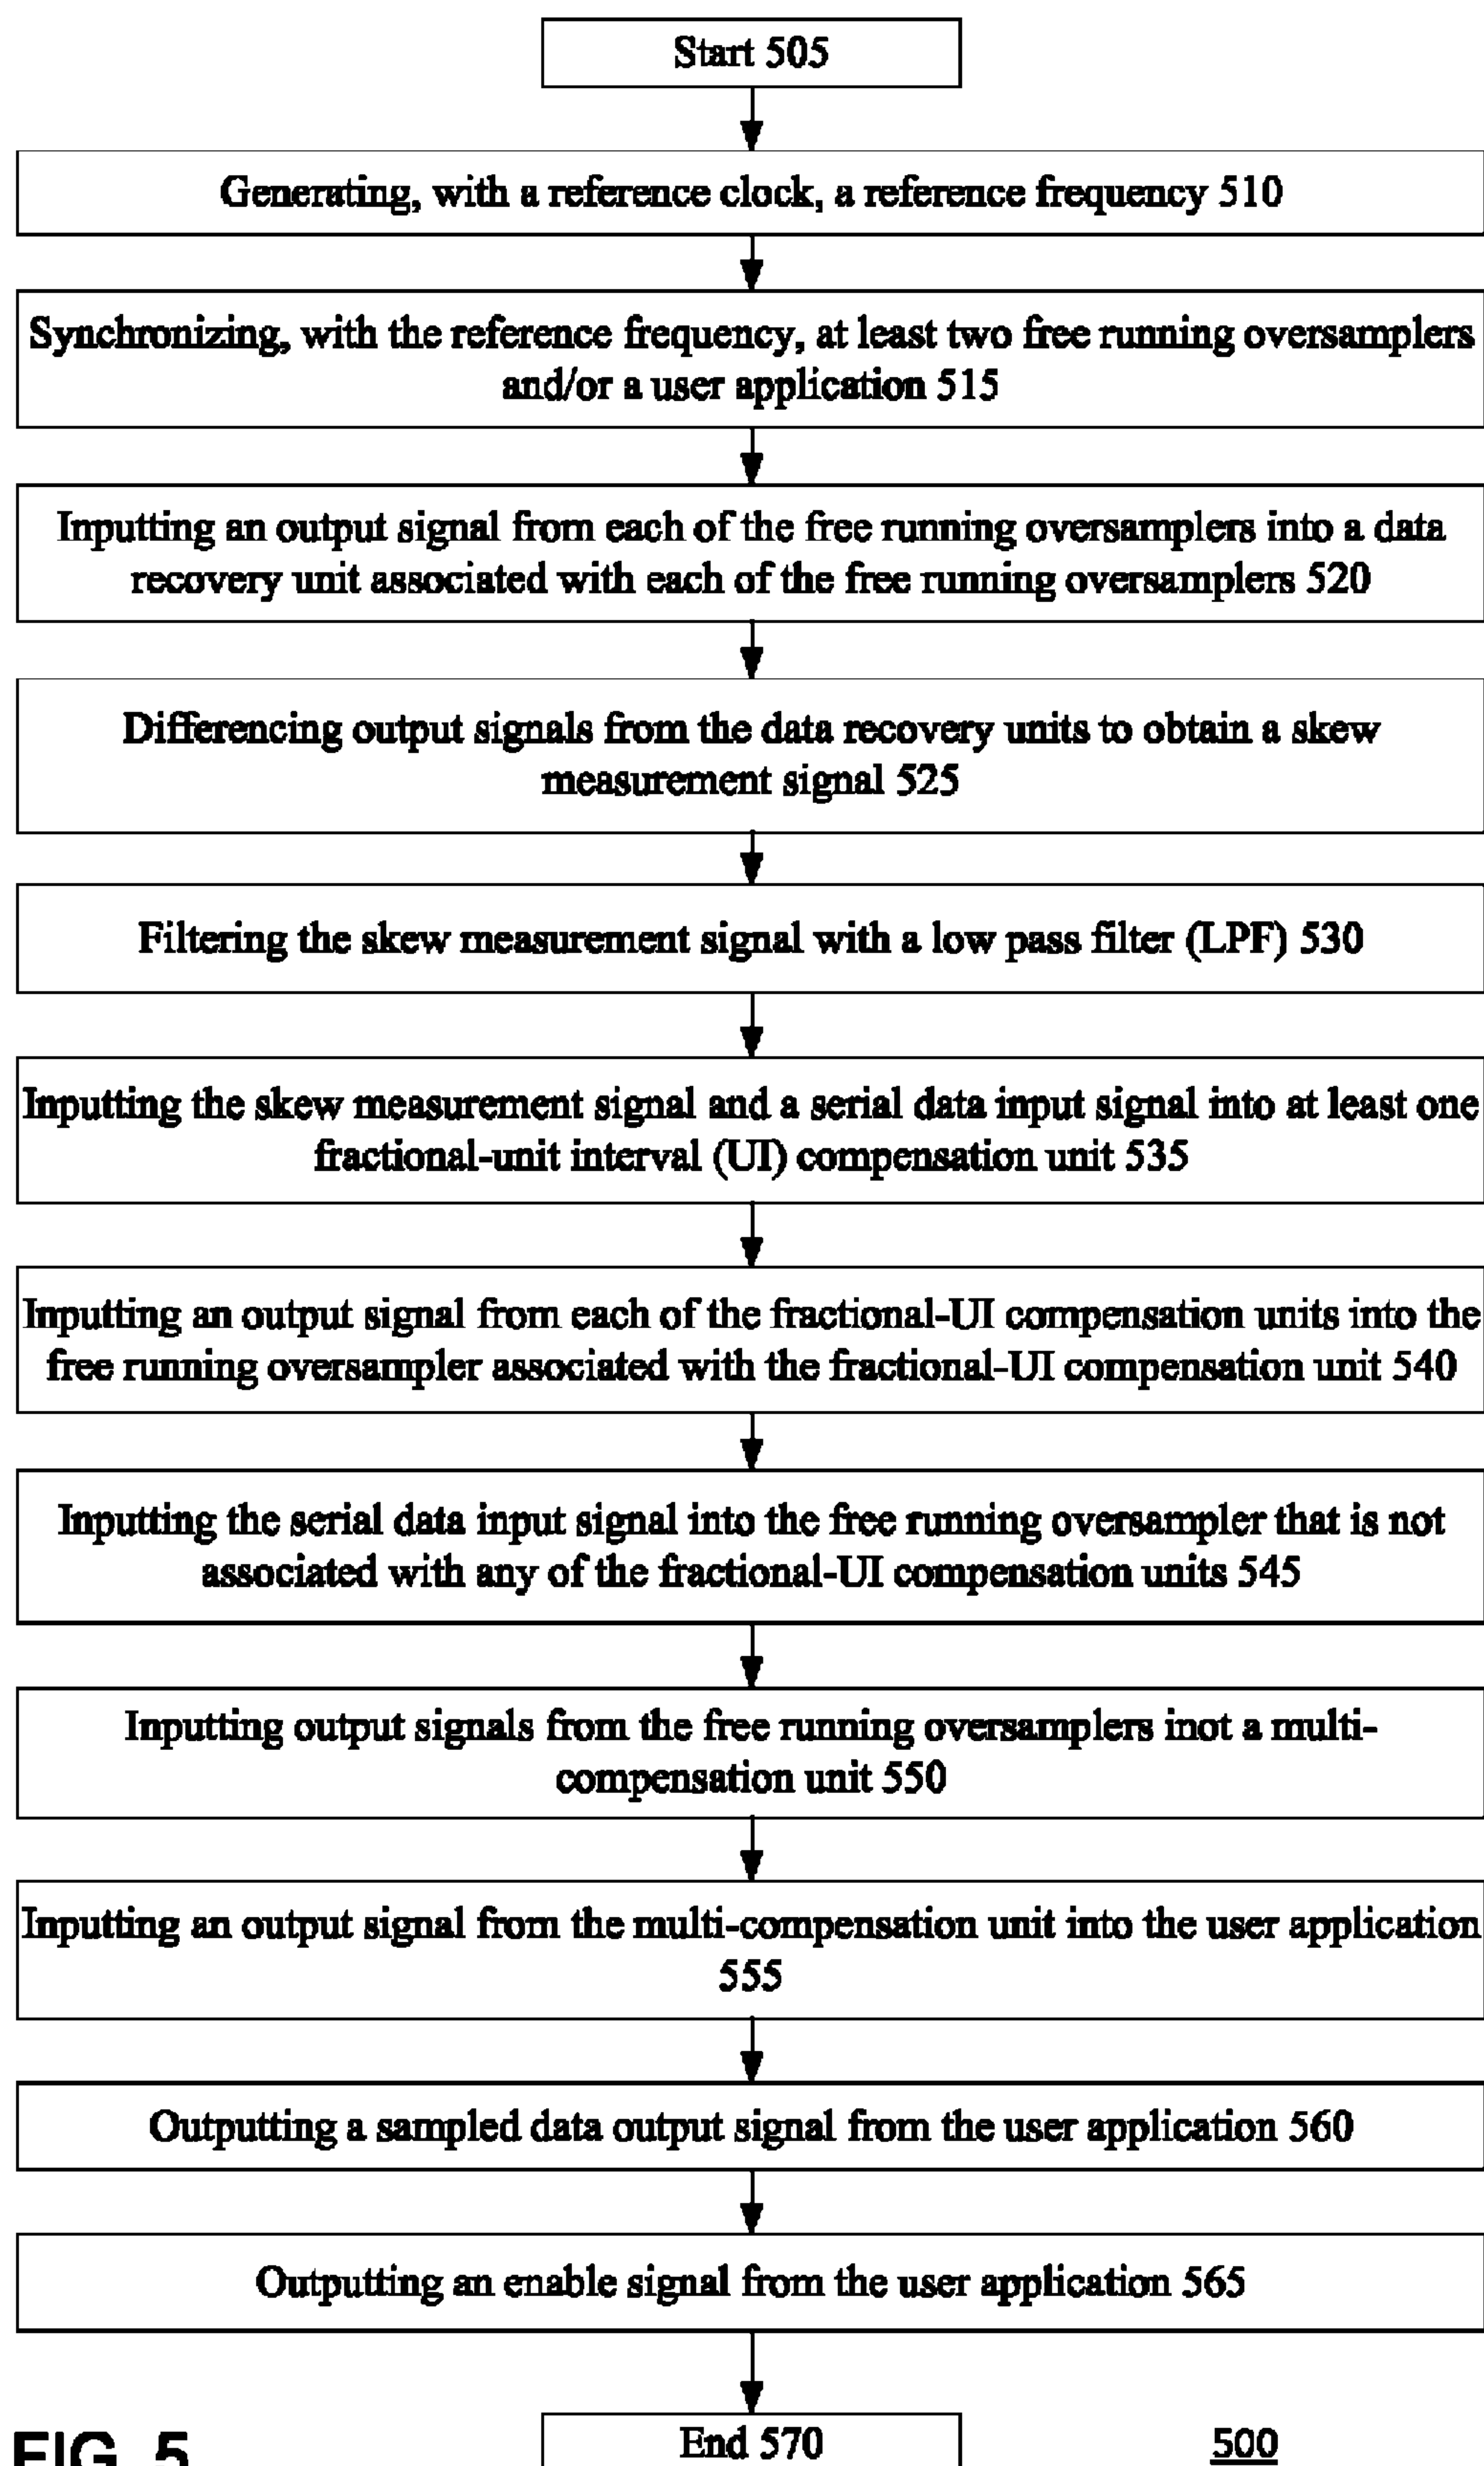 Start 505
Generating, with a reference clock, a reference frequency 510
Synchronizing, with the reference frequency, at least two free running oversamplers
and/or a user application 515
Inputting an output signal from each of the free running oversamplers into a data
recovery unit associated with each of the free running oversamplers 520
Differencing output signals from the data recovery units to obtain a skew
measurement signal 525
Filtering the skew measurement signal with a low pass filter (LPF) 530
Inputting the skew measurement signal and a serial data input signal into at least one
fractional-unit interval (UI) compensation unit 535
Inputting an output signal from each of the fractional-UI compensation units into the
free running oversampler associated with the fractional-UI compensation unit 540
Inputting the serial data input signal into the free running oversampler that is not
associated with any of the fractional-UI compensation units 545
Inputting output signals from the free running oversamplers inot a multi-
compensation unit 550
Inputting an output signal from the multi-compensation unit into the user application
555
Outputting a sampled data output signal from the user application 560
Outputting an enable signal from the user application 565
End 570
FIG. 5
500